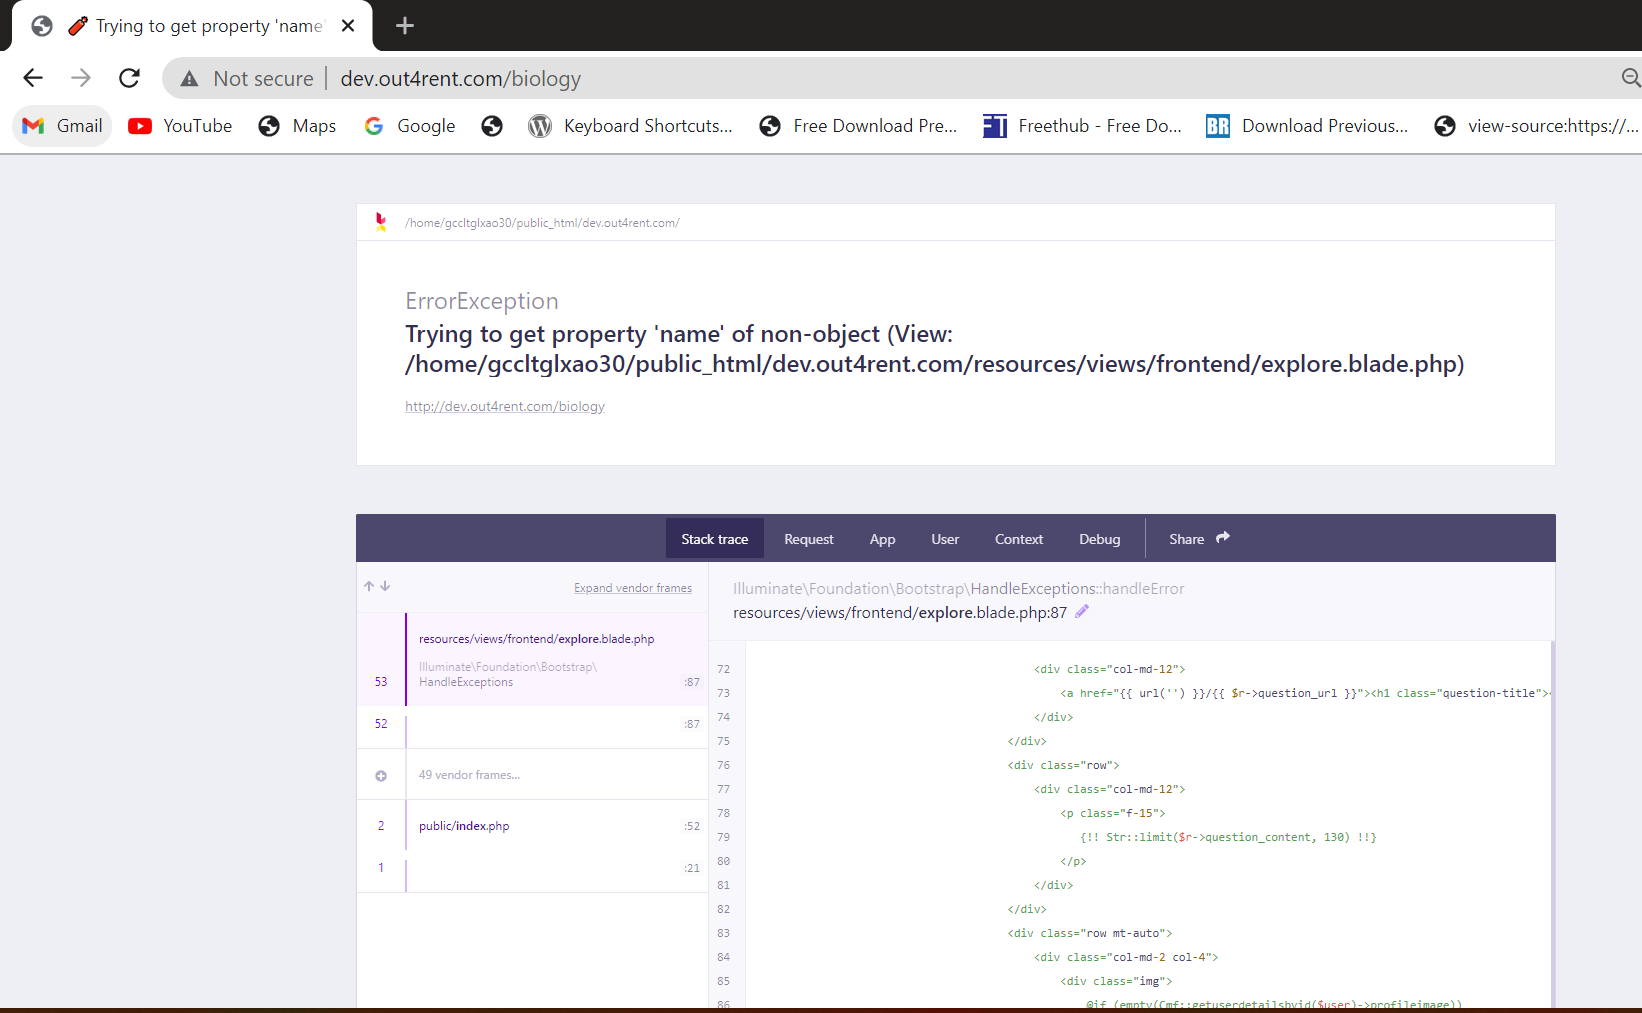 Trying to get property 'name'
Not secure
dev.out4rent.com/biology
Gmail
YouTube
Maps
Google
Keyboard Shortcuts...
Free Download Pre...
Freethub - Free Do...
BR
Download Previous...
view-source:https://...
/home/gccltglxao30/public_html/dev.out4rent.com/
ErrorException
Trying to get property 'name' of non-object (View:
/home/gccltglxao30/public_html/dev.out4rent.com/resources/views/frontend/explore.blade.php)
http://dev.out4rent.com/biology
Stack trace
Request
App
User
Context
Debug
Share
Expand vendor frames
resources/views/frontend/explore.blade.php
Illuminate\Foundation\Bootstrap\
53 HandleExceptions :87
52 :87
49 vendor frames...
2 public/index.php :52
1 :21
Illuminate\Foundation\Bootstrap\HandleExceptions::handleError
resources/views/frontend/explore.blade.php:87
72 <div class="col-md-12">
73 <a href="{{ url('') }}/{{ $r->question_url }}"><h1 class="question-title">
74 </div>
75 </div>
76 <div class="row">
77 <div class="col-md-12">
78 <p class="f-15">
79 {!! Str::limit($r->question_content, 130) !!}
80 </p>
81 </div>
82 </div>
83 <div class="row mt-auto">
84 <div class="col-md-2 col-4">
85 <div class="img">
86 @if (empty(Cmf::getuserdetailsbyid($user)->profileimage))